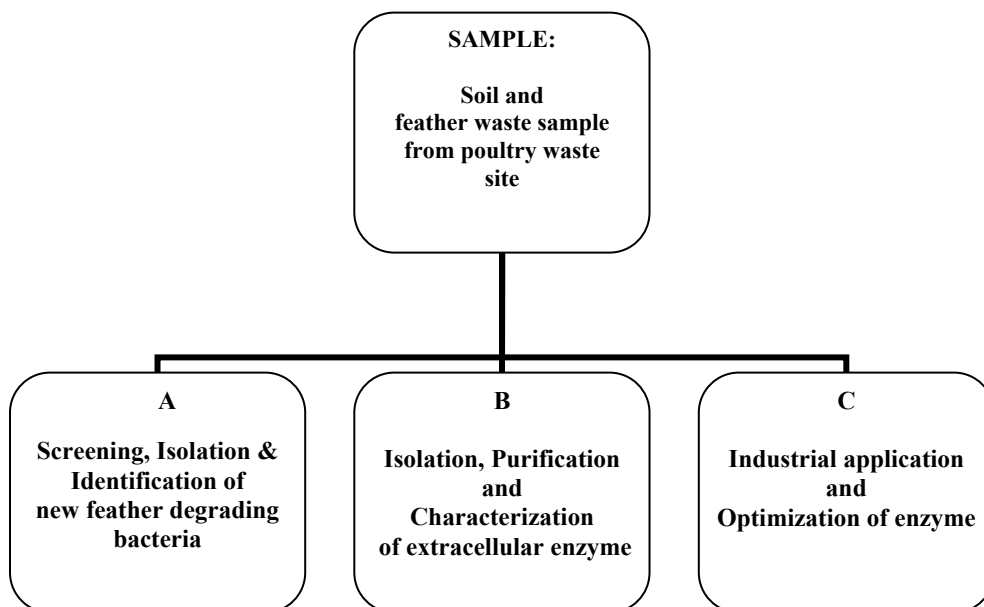 SAMPLE:
Soil and
feather waste sample
from poultry waste
site
A
Screening, Isolation &
Identification of
new feather degrading
bacteria
B
Isolation, Purification
and
Characterization
of extracellular enzyme
C
Industrial application
and
Optimization of enzyme